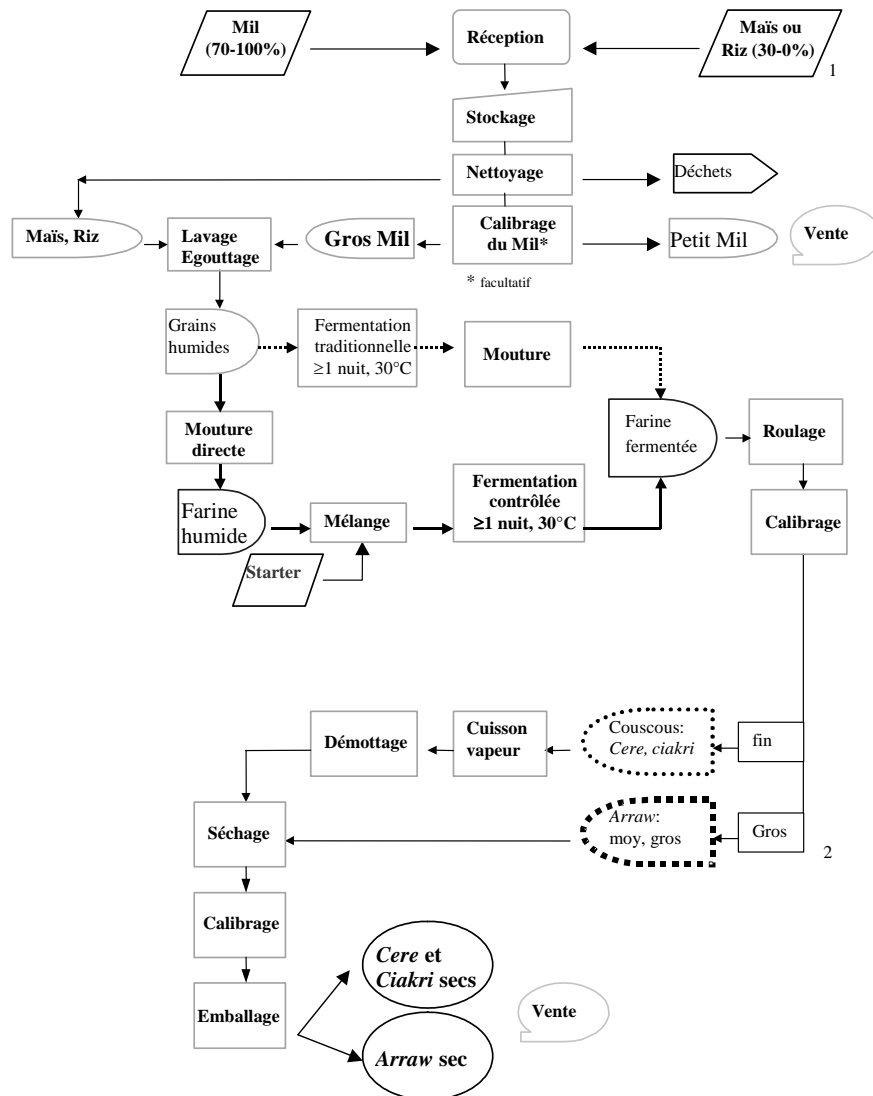 Mil
(70-100%)
Réception
Maïs ou
Riz (30-0%)
1
Stockage
Nettoyage
Déchets
Maïs, Riz
Lavage
Egouttage
Gros Mil
Calibrage
du Mil*
Petit Mil
Vente
* facultatif
Grains
humides
Fermentation
traditionnelle
≥1 nuit, 30°C
Mouture
Mouture
directe
Farine
fermentée
Roulage
Farine
humide
Mélange
Fermentation
contrôlée
≥1 nuit, 30°C
Calibrage
Starter
Démottage
Cuisson
vapeur
Couscous:
Cere, ciakri
fin
Séchage
Arraw:
moy, gros
Gros
2
Calibrage
Cere et
Ciakri secs
Emballage
Vente
Arraw sec